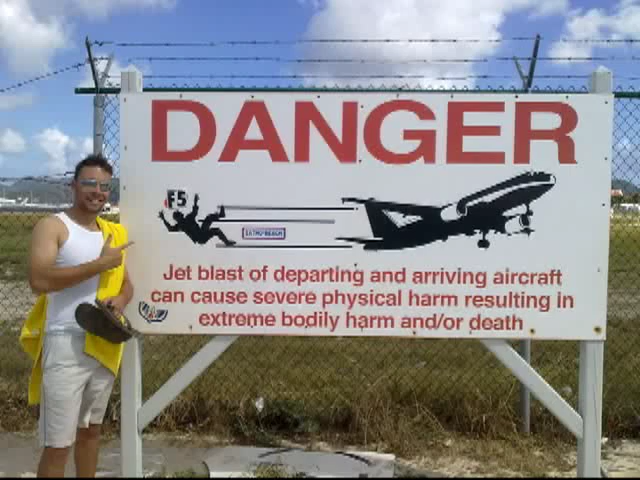 DANGER
F5
Jet blast of departing and arriving aircraft
can cause severe physical harm resulting in
extreme bodily harm and/or death